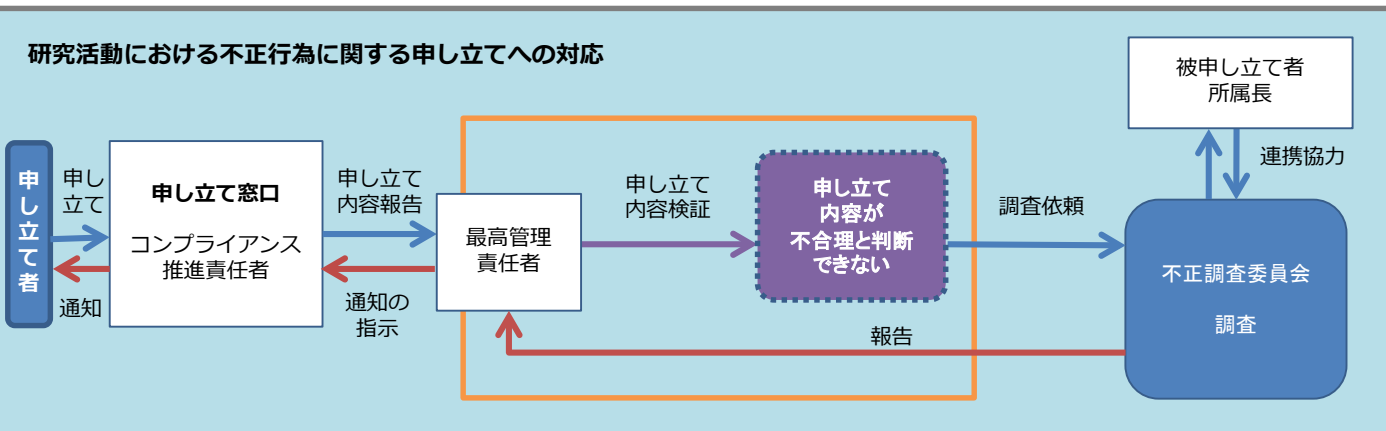 研究活動における不正行為に関する申し立てへの対応
被申し立て者
所属長
連携協力
申し立て者
申し
立て
通知
申し立て窓口
コンプライアンス
推進責任者
申し立て
内容報告
通知の
指示
最高管理
責任者
申し立て
内容検証
申し立て
内容が
不合理と判断
できない
調査依頼
報告
不正調査委員会
調査